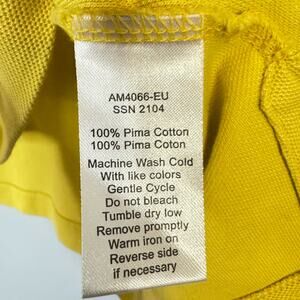 AM4066-EU
SSN 2104
100% Pima Cotton
100% Pima Cotton
Machine Wash Cold
With like colors
Gentle Cycle
Do not bleach
Tumble dry low
Remove promptly
Warm iron on
Reverse side
if necessary